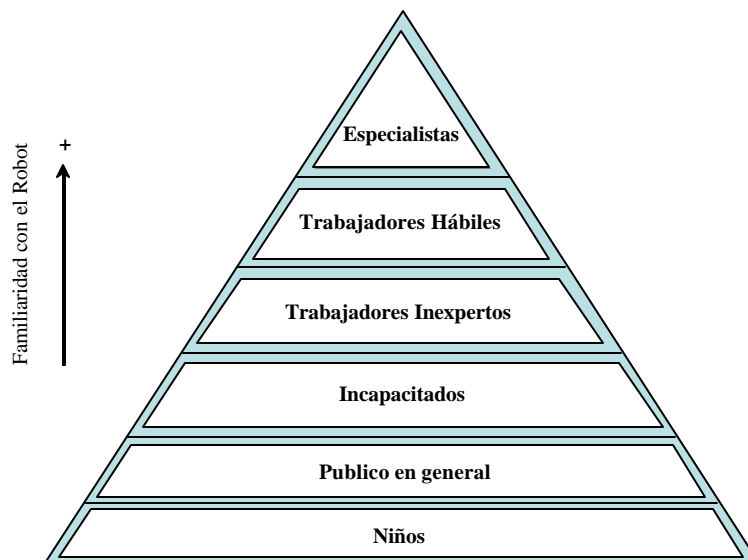 Familiaridad con el Robot
+
Especialistas
Trabajadores Hábiles
Trabajadores Inexpertos
Incapacitados
Publico en general
Niños